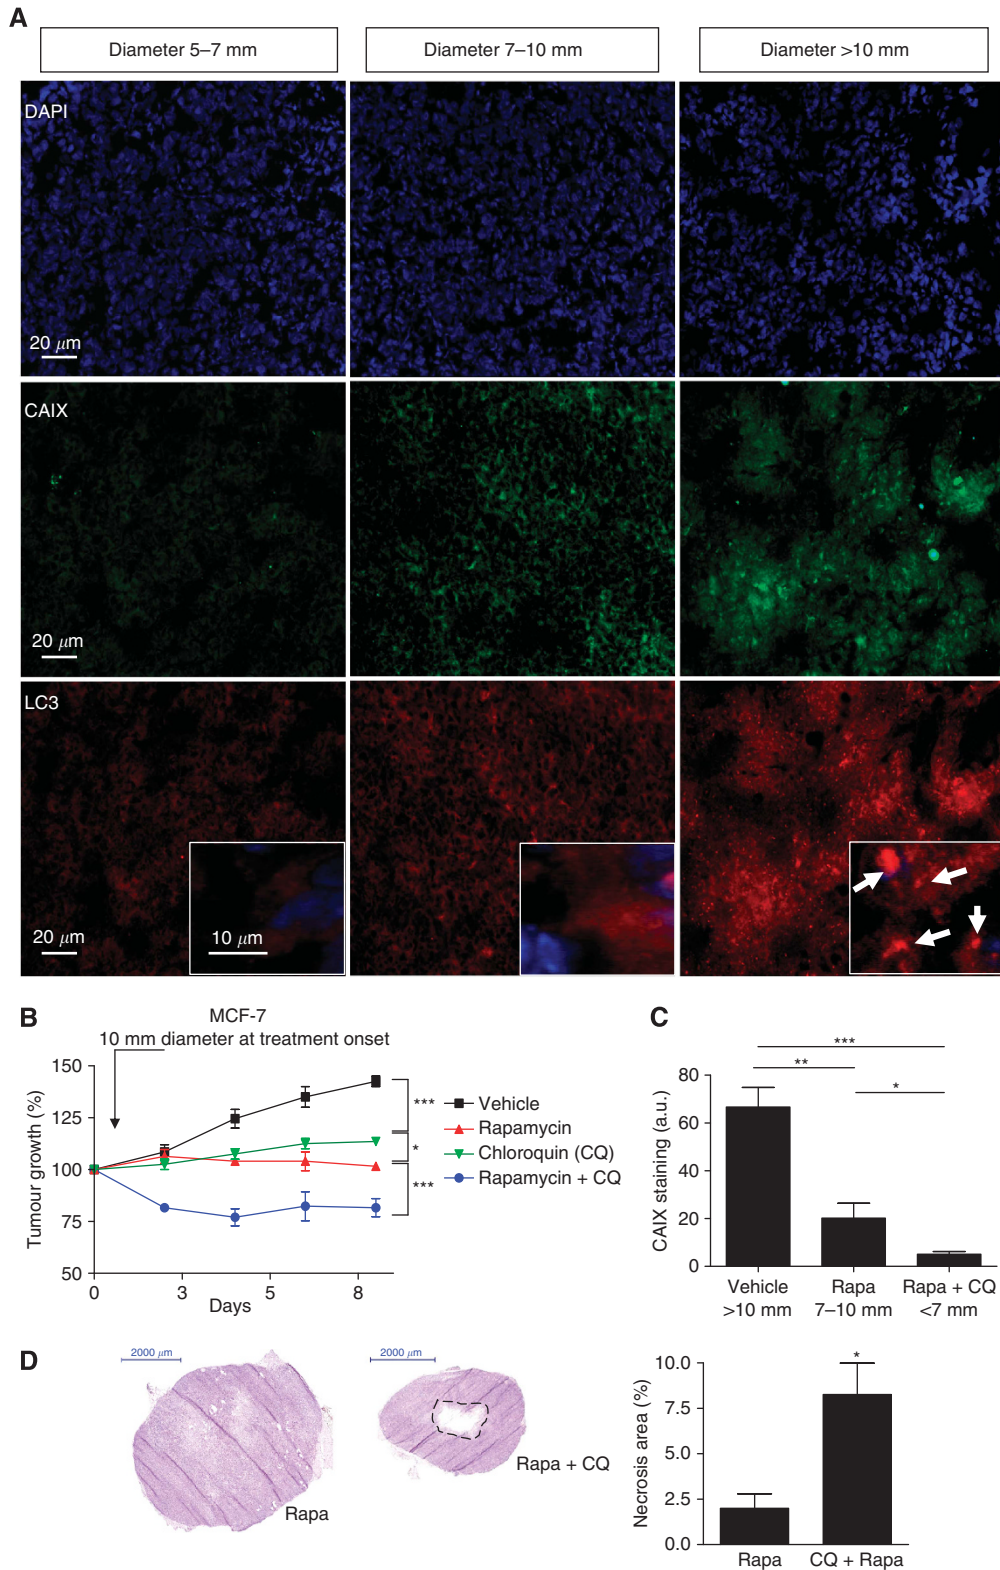 A
Diameter 5–7 mm
Diameter 7–10 mm
Diameter >10 mm
DAPI
20 μm
CAIX
20 μm
LC3
20 μm
10 μm
B
MCF-7
10 mm diameter at treatment onset
Tumour growth (%)
150
125
100
75
50
0
3
5
8
Days
***
*
***
Vehicle
Rapamycin
Chloroquin (CQ)
Rapamycin + CQ
C
***
**
*
CAIX staining (a.u.)
80
60
40
20
0
Vehicle
>10 mm
Rapa
7–10 mm
Rapa + CQ
<7 mm
D
2000 μm
Rapa
2000 μm
Rapa + CQ
Necrosis area (%)
10.0
7.5
5.0
2.5
0.0
*
Rapa
CQ + Rapa